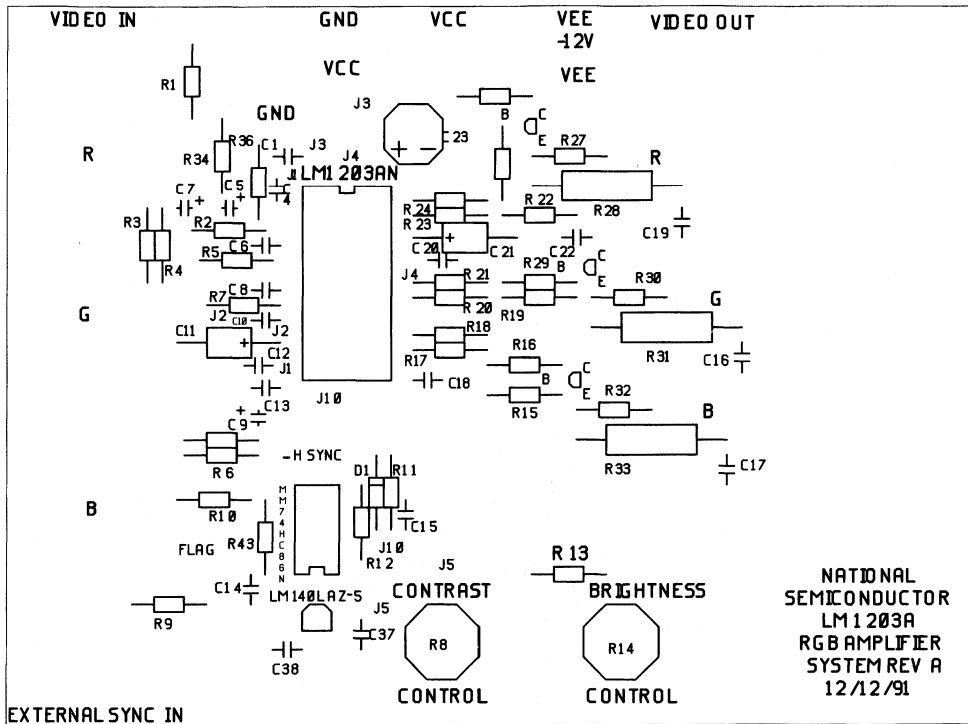 VIDEO IN
GND
VCC
VEE
-12V
VIDEO OUT
VCC
VEE
R1
GND
J3
C23
B
C
E
R27
R
R34
R36
C1
J3
J4
J1
LM1203AN
R
C7
+
C5
+
C4
R24
R23
R22
R28
C19
R3
R2
R4
R5
C6
C20
+
C21
C22
J4
R21
R29
B
C
E
R30
C8
R7
J2
C10
R20
R19
G
G
C11
+
J2
C12
J1
R18
R17
R16
R31
C16
C18
B
C
E
C13
J10
R15
R32
B
+
C9
R6
-H SYNC
R33
C17
D1
R11
MM74HC86N
B
R10
C15
FLAG
R43
J10
R12
J5
R13
C14
LM140LAZ-5
CONTRAST
BRIGHTNESS
R9
J5
C37
R8
R14
C38
CONTROL
CONTROL
NATIONAL
SEMICONDUCTOR
LM1203A
RGB AMPLIFIER
SYSTEM REV A
12/12/91
EXTERNAL SYNC IN